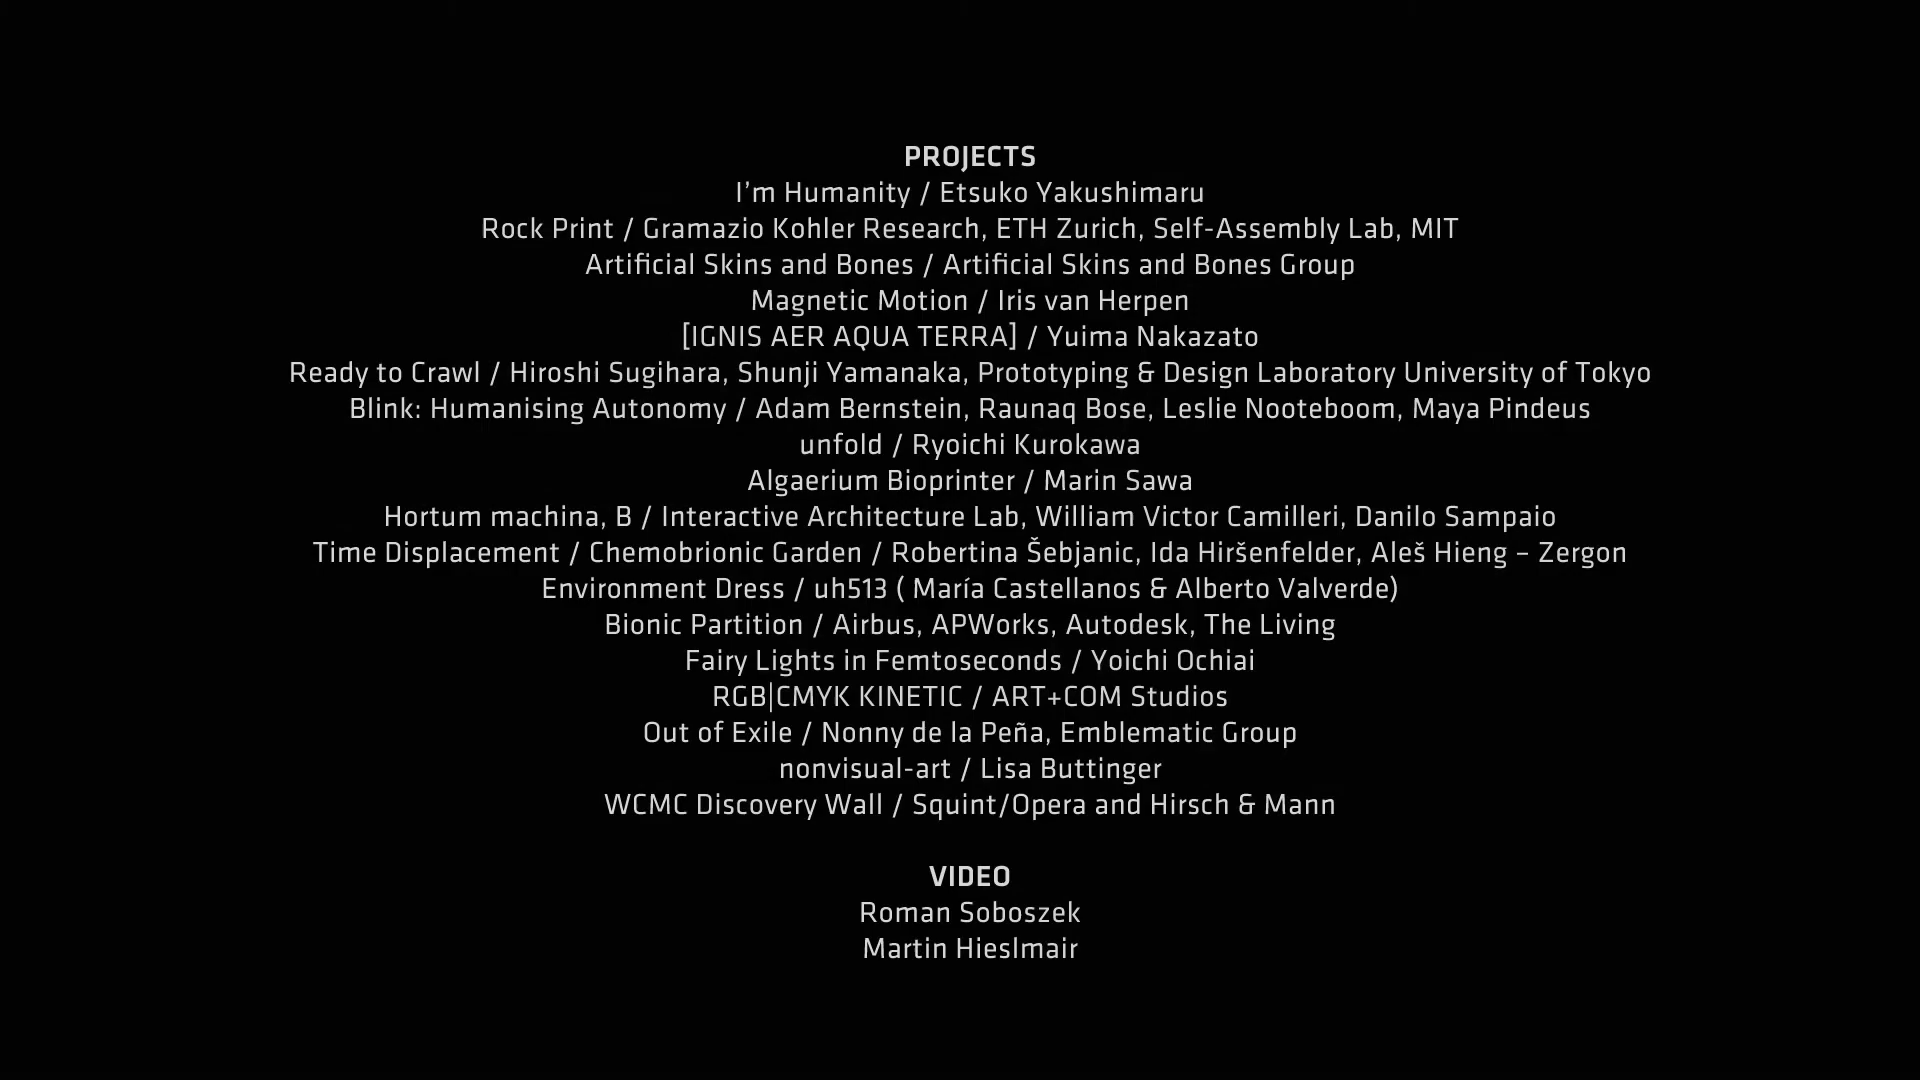 PROJECTS
I’m Humanity / Etsuko Yakushimaru
Rock Print / Gramazio Kohler Research, ETH Zurich, Self-Assembly Lab, MIT
Artificial Skins and Bones / Artificial Skins and Bones Group
Magnetic Motion / Iris van Herpen
[IGNIS AER AQUA TERRA] / Yuima Nakazato
Ready to Crawl / Hiroshi Sugihara, Shunji Yamanaka, Prototyping & Design Laboratory University of Tokyo
Blink: Humanising Autonomy / Adam Bernstein, Raunaq Bose, Leslie Nooteboom, Maya Pindeus
unfold / Ryoichi Kurokawa
Algaerium Bioprinter / Marin Sawa
Hortum machina, B / Interactive Architecture Lab, William Victor Camilleri, Danilo Sampaio
Time Displacement / Chemobrionic Garden / Robertina Šebjanic, Ida Hiršenfelder, Aleš Hieng – Zergon
Environment Dress / uh513 ( María Castellanos & Alberto Valverde)
Bionic Partition / Airbus, APWorks, Autodesk, The Living
Fairy Lights in Femtoseconds / Yoichi Ochiai
RGB|CMYK KINETIC / ART+COM Studios
Out of Exile / Nonny de la Peña, Emblematic Group
nonvisual-art / Lisa Buttinger
WCMC Discovery Wall / Squint/Opera and Hirsch & Mann
VIDEO
Roman Soboszek
Martin Hieslmair